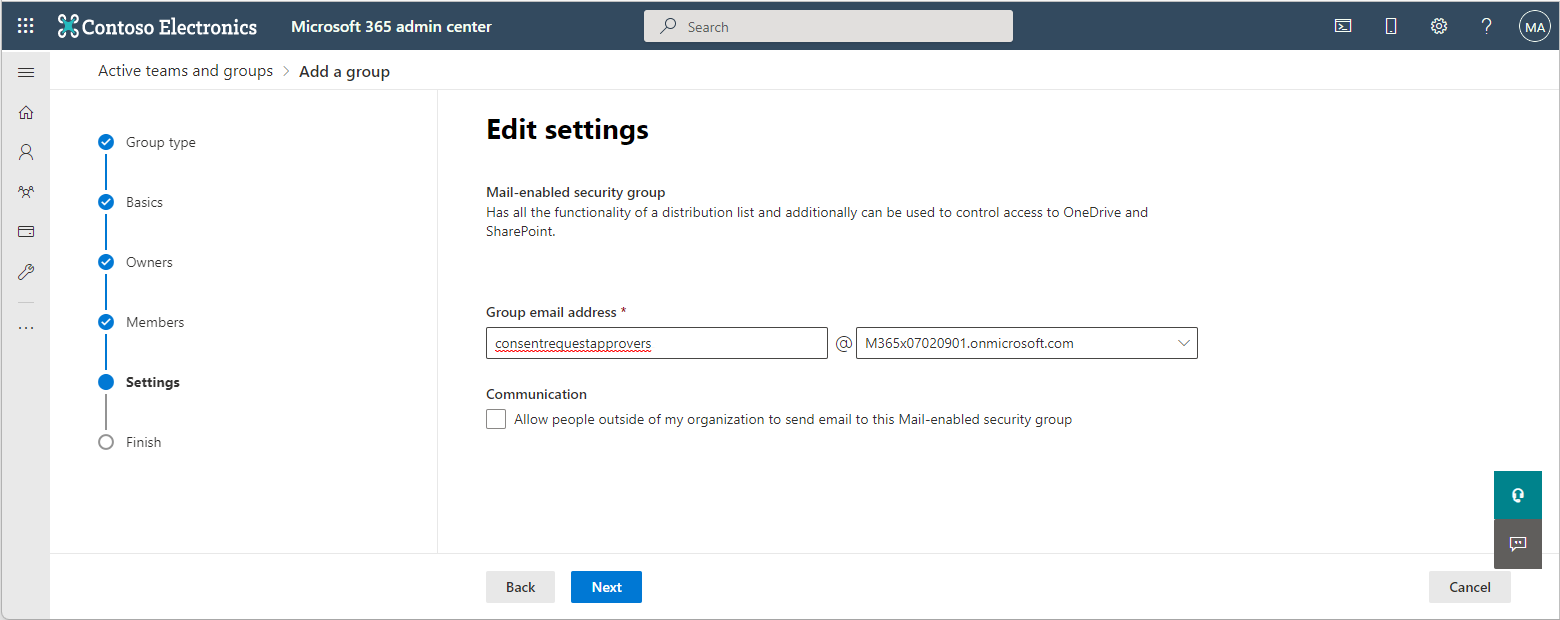 Contoso Electronics Microsoft 365 admin center Search MA
Active teams and groups > Add a group
Group type
Basics
Owners
Members
Settings
Finish
Edit settings
Mail-enabled security group
Has all the functionality of a distribution list and additionally can be used to control access to OneDrive and
SharePoint.
Group email address *
consentrequestapprovers @ M365x07020901.onmicrosoft.com
Communication
Allow people outside of my organization to send email to this Mail-enabled security group
Back Next Cancel